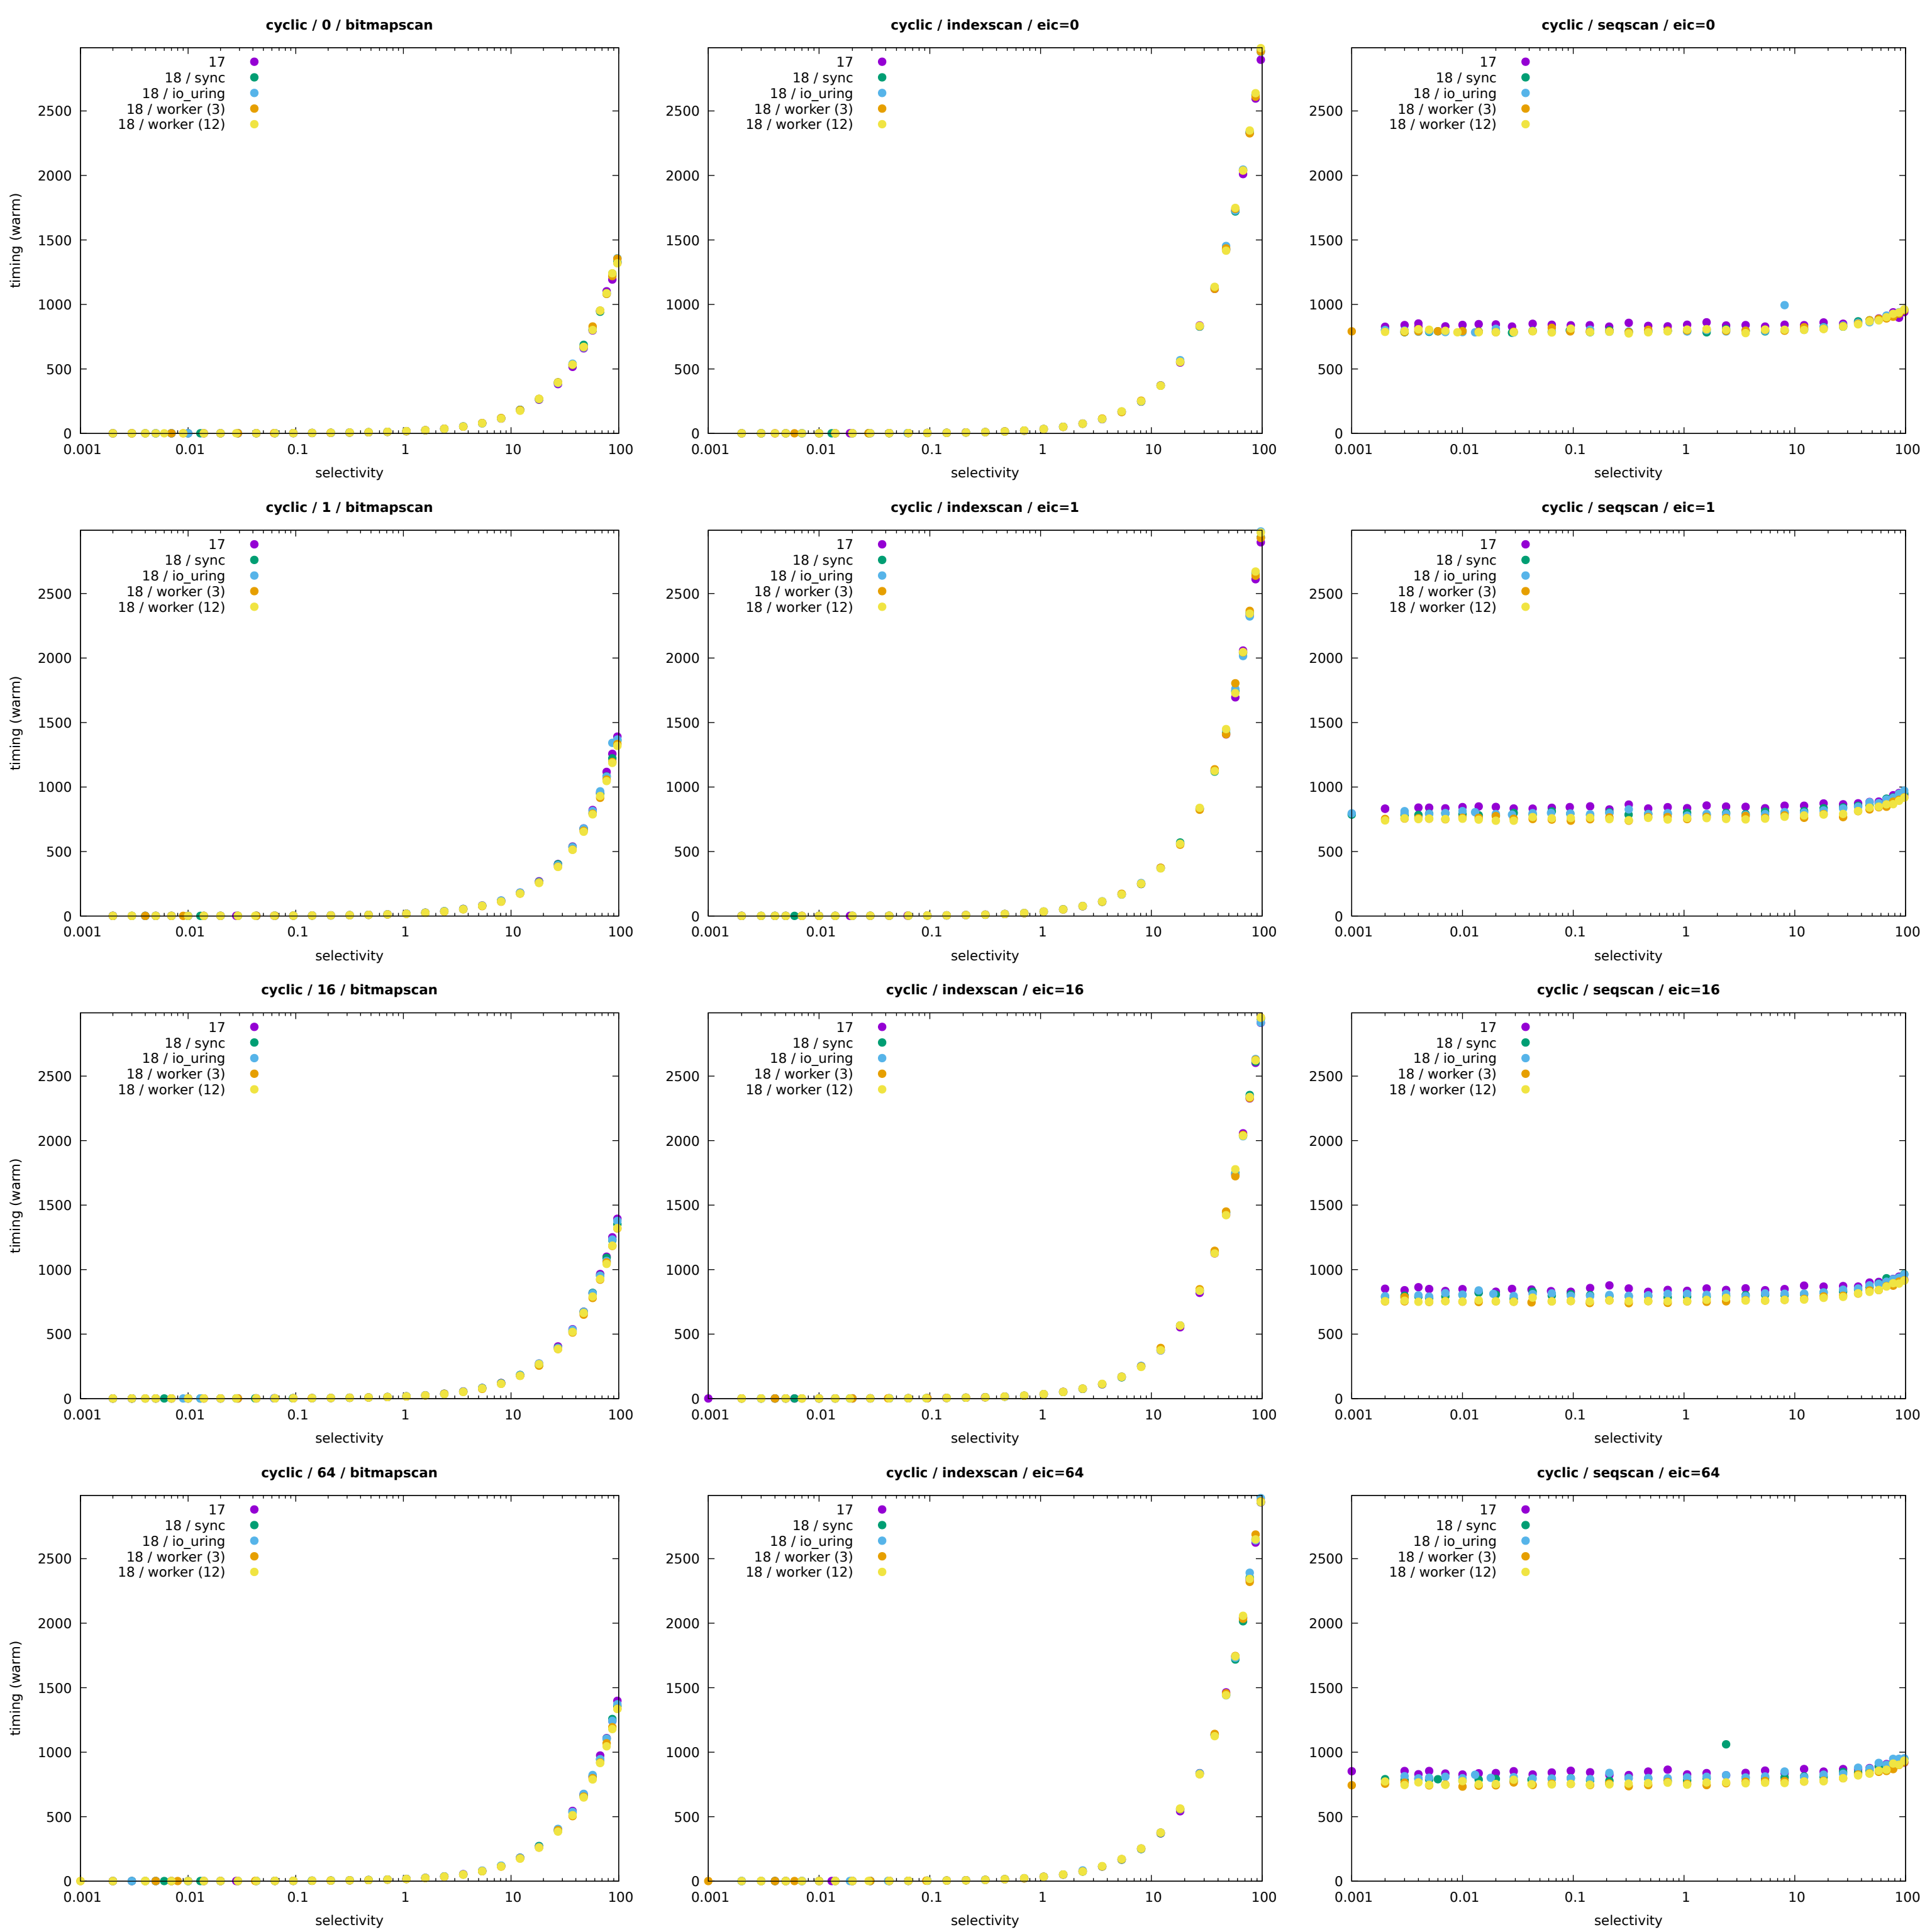 cyclic / 0 / bitmapscan
17
18 / sync
18 / io_uring
18 / worker (3)
18 / worker (12)
timing (warm)
2500
2000
1500
1000
500
0
0.001 0.01 0.1 1 10 100
selectivity
cyclic / indexscan / eic=0
17
18 / sync
18 / io_uring
18 / worker (3)
18 / worker (12)
2500
2000
1500
1000
500
0
0.001 0.01 0.1 1 10 100
selectivity
cyclic / seqscan / eic=0
17
18 / sync
18 / io_uring
18 / worker (3)
18 / worker (12)
2500
2000
1500
1000
500
0
0.001 0.01 0.1 1 10 100
selectivity
cyclic / 1 / bitmapscan
17
18 / sync
18 / io_uring
18 / worker (3)
18 / worker (12)
timing (warm)
2500
2000
1500
1000
500
0
0.001 0.01 0.1 1 10 100
selectivity
cyclic / indexscan / eic=1
17
18 / sync
18 / io_uring
18 / worker (3)
18 / worker (12)
2500
2000
1500
1000
500
0
0.001 0.01 0.1 1 10 100
selectivity
cyclic / seqscan / eic=1
17
18 / sync
18 / io_uring
18 / worker (3)
18 / worker (12)
2500
2000
1500
1000
500
0
0.001 0.01 0.1 1 10 100
selectivity
cyclic / 16 / bitmapscan
17
18 / sync
18 / io_uring
18 / worker (3)
18 / worker (12)
timing (warm)
2500
2000
1500
1000
500
0
0.001 0.01 0.1 1 10 100
selectivity
cyclic / indexscan / eic=16
17
18 / sync
18 / io_uring
18 / worker (3)
18 / worker (12)
2500
2000
1500
1000
500
0
0.001 0.01 0.1 1 10 100
selectivity
cyclic / seqscan / eic=16
17
18 / sync
18 / io_uring
18 / worker (3)
18 / worker (12)
2500
2000
1500
1000
500
0
0.001 0.01 0.1 1 10 100
selectivity
cyclic / 64 / bitmapscan
17
18 / sync
18 / io_uring
18 / worker (3)
18 / worker (12)
timing (warm)
2500
2000
1500
1000
500
0
0.001 0.01 0.1 1 10 100
selectivity
cyclic / indexscan / eic=64
17
18 / sync
18 / io_uring
18 / worker (3)
18 / worker (12)
2500
2000
1500
1000
500
0
0.001 0.01 0.1 1 10 100
selectivity
cyclic / seqscan / eic=64
17
18 / sync
18 / io_uring
18 / worker (3)
18 / worker (12)
2500
2000
1500
1000
500
0
0.001 0.01 0.1 1 10 100
selectivity